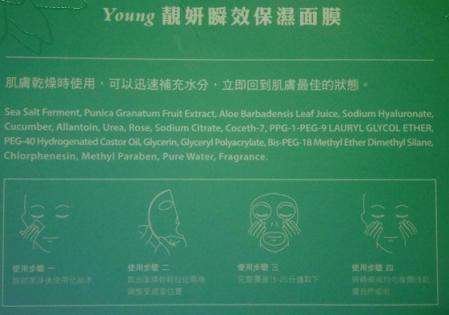 Young 靚妍瞬效保濕面膜
肌膚乾燥時使用，可以迅速補充水分，立即回到肌膚最佳的狀態。
Sea Salt Ferment, Punica Granatum Fruit Extract, Aloe Barbadensis Leaf Juice, Sodium Hyaluronate,
Cucumber, Allantoin, Urea, Rose, Sodium Citrate, Coceth-7, PPG-1-PEG-9 LAURYL GLYCOL ETHER,
PEG-40 Hydrogenated Castor Oil, Glycerin, Glyceryl Polyacrylate, Bis-PEG-18 Methyl Ether Dimethyl Silane,
Chlorphenesin, Methyl Paraben, Pure Water, Fragrance.
使用步驟 一
使用步驟 二
使用步驟 三
使用步驟 四